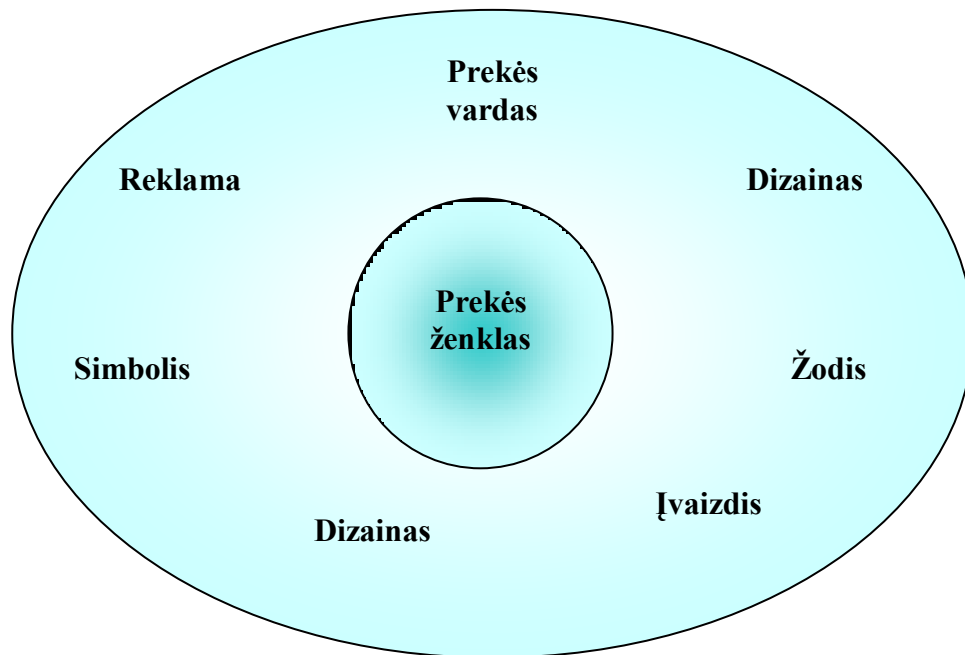 Prekės
vardas
Reklama
Dizainas
Prekės
ženklas
Simbolis
Žodis
Įvaizdis
Dizainas